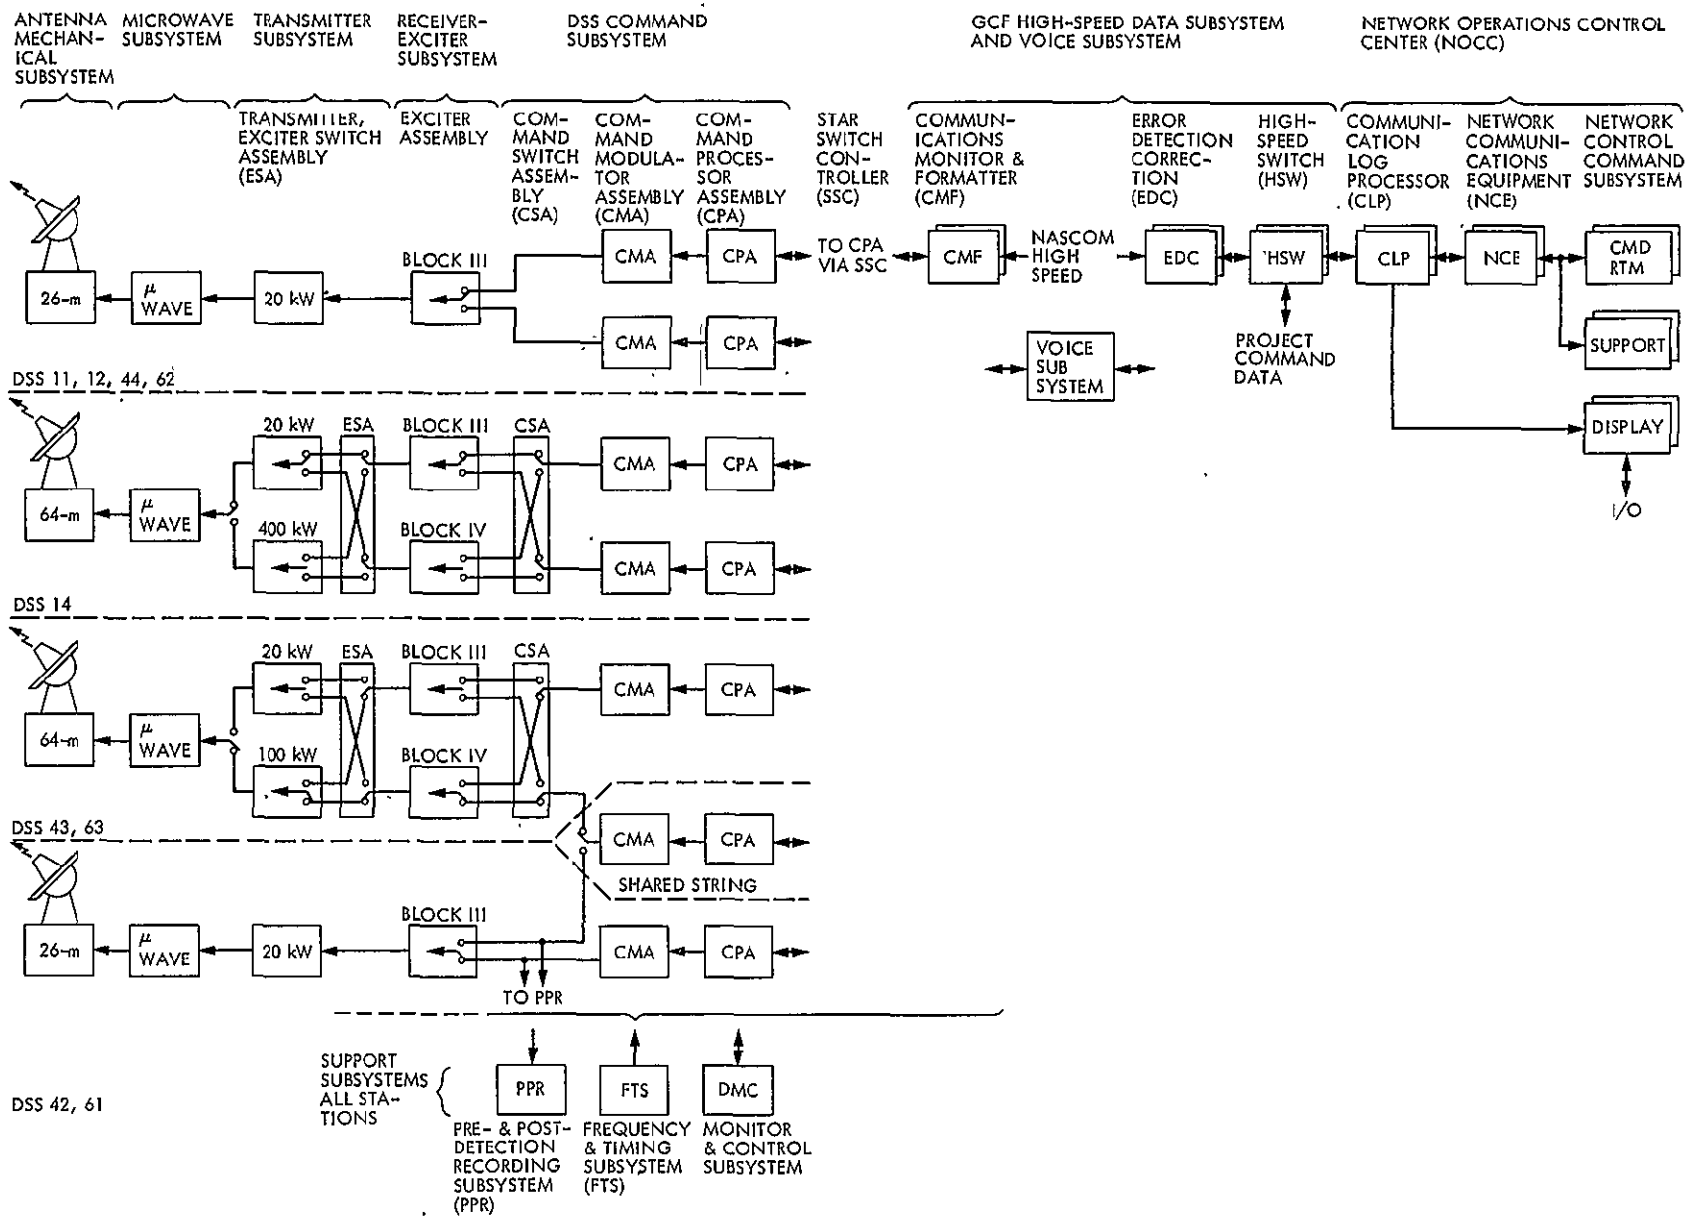 ANTENNA
MECHAN-
ICAL
SUBSYSTEM
MICROWAVE
SUBSYSTEM
TRANSMITTER
SUBSYSTEM
RECEIVER-
EXCITER
SUBSYSTEM
DSS COMMAND
SUBSYSTEM
GCF HIGH-SPEED DATA SUBSYSTEM
AND VOICE SUBSYSTEM
NETWORK OPERATIONS CONTROL
CENTER (NOCC)
TRANSMITTER,
EXCITER SWITCH
ASSEMBLY
(ESA)
EXCITER
ASSEMBLY
COM-
MAND
SWITCH
ASSEM-
BLY
(CSA)
COM-
MAND
MODULA-
TOR
ASSEMBLY
(CMA)
COM-
MAND
PROCES-
SOR
ASSEMBLY
(CPA)
STAR
SWITCH
CON-
TROLLER
(SSC)
COMMUN-
ICATIONS
MONITOR &
FORMATTER
(CMF)
ERROR
DETECTION
CORREC-
TION
(EDC)
HIGH-
SPEED
SWITCH
(HSW)
COMMUNI-
CATION
LOG
PROCESSOR
(CLP)
NETWORK
COMMUNI-
CATIONS
EQUIPMENT
(NCE)
NETWORK
CONTROL
COMMAND
SUBSYSTEM
26-m
μ
WAVE
20 kW
BLOCK III
CMA
CPA
TO CPA
VIA SSC
CMF
NASCOM
HIGH
SPEED
EDC
HSW
CLP
NCE
CMD
RTM
CMA
CPA
VOICE
SUB
SYSTEM
PROJECT
COMMAND
DATA
SUPPORT
DISPLAY
I/O
DSS 11, 12, 44, 62
20 kW
ESA
BLOCK III
CSA
CMA
CPA
64-m
μ
WAVE
400 kW
BLOCK IV
CMA
CPA
DSS 14
20 kW
ESA
BLOCK III
CSA
CMA
CPA
64-m
μ
WAVE
100 kW
BLOCK IV
DSS 43, 63
CMA
CPA
SHARED STRING
BLOCK III
26-m
μ
WAVE
20 kW
CMA
CPA
TO PPR
SUPPORT
SUBSYSTEMS
ALL STA-
TIONS
PPR
FTS
DMC
DSS 42, 61
PRE- & POST-
DETECTION
RECORDING
SUBSYSTEM
(PPR)
FREQUENCY
& TIMING
SUBSYSTEM
(FTS)
MONITOR
& CONTROL
SUBSYSTEM